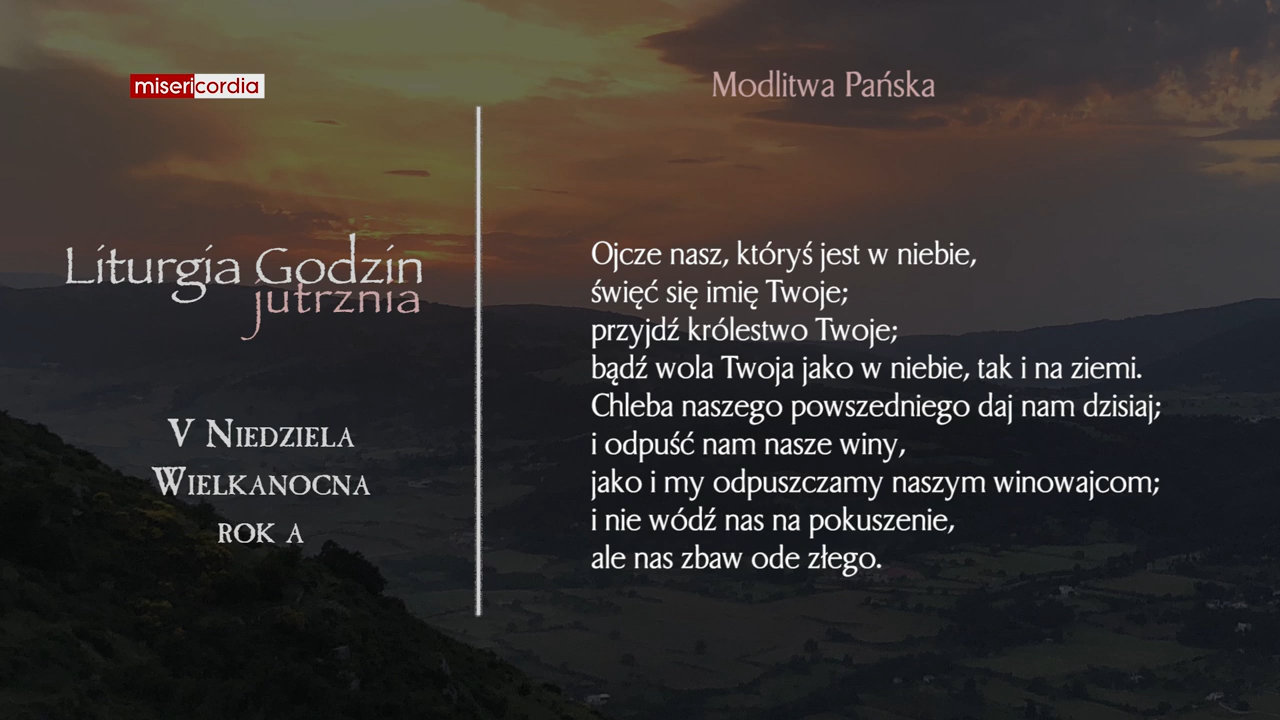 misericordia
Liturgia Godzin
jutrznia
V Niedziela
Wielkanocna
rok a
Modlitwa Pańska
Ojcze nasz, któryś jest w niebie,
święć się imię Twoje;
przyjdź królestwo Twoje;
bądź wola Twoja jako w niebie, tak i na ziemi.
Chleba naszego powszedniego daj nam dzisiaj;
i odpuść nam nasze winy,
jako i my odpuszczamy naszym winowajcom;
i nie wódź nas na pokuszenie,
ale nas zbaw ode złego.